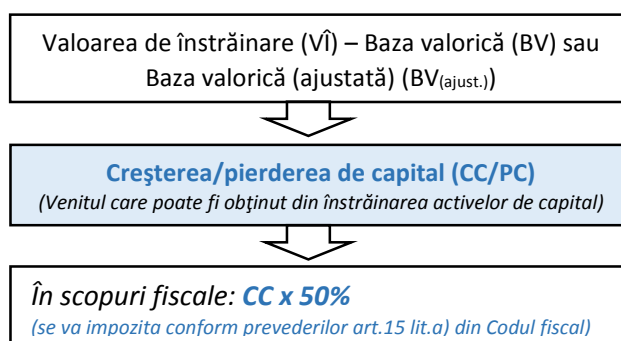 Valoarea de înstrăinare (VÎ) – Baza valorică (BV) sau
Baza valorică (ajustată) (BV(ajust.))
Creşterea/pierderea de capital (CC/PC)
(Venitul care poate fi obţinut din înstrăinarea activelor de capital)
În scopuri fiscale: CC x 50%
(se va impozita conform prevederilor art.15 lit.a) din Codul fiscal)